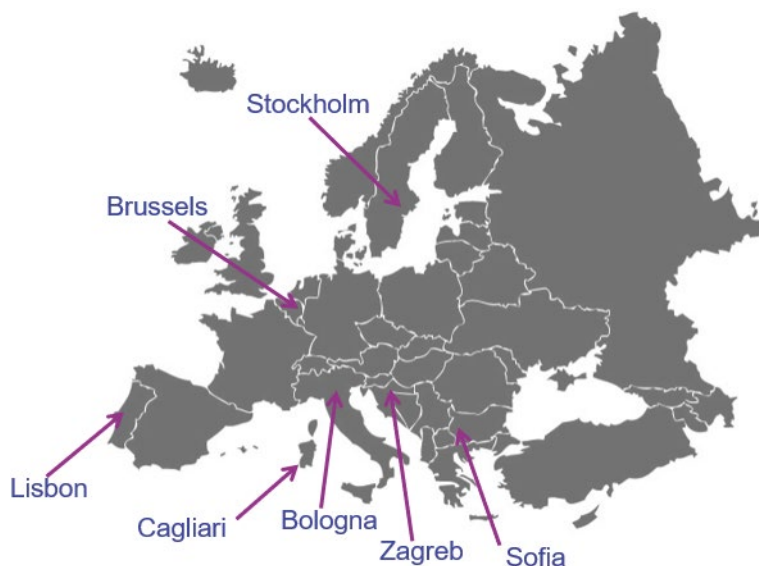 Stockholm
Brussels
Lisbon
Cagliari
Bologna
Zagreb
Sofia